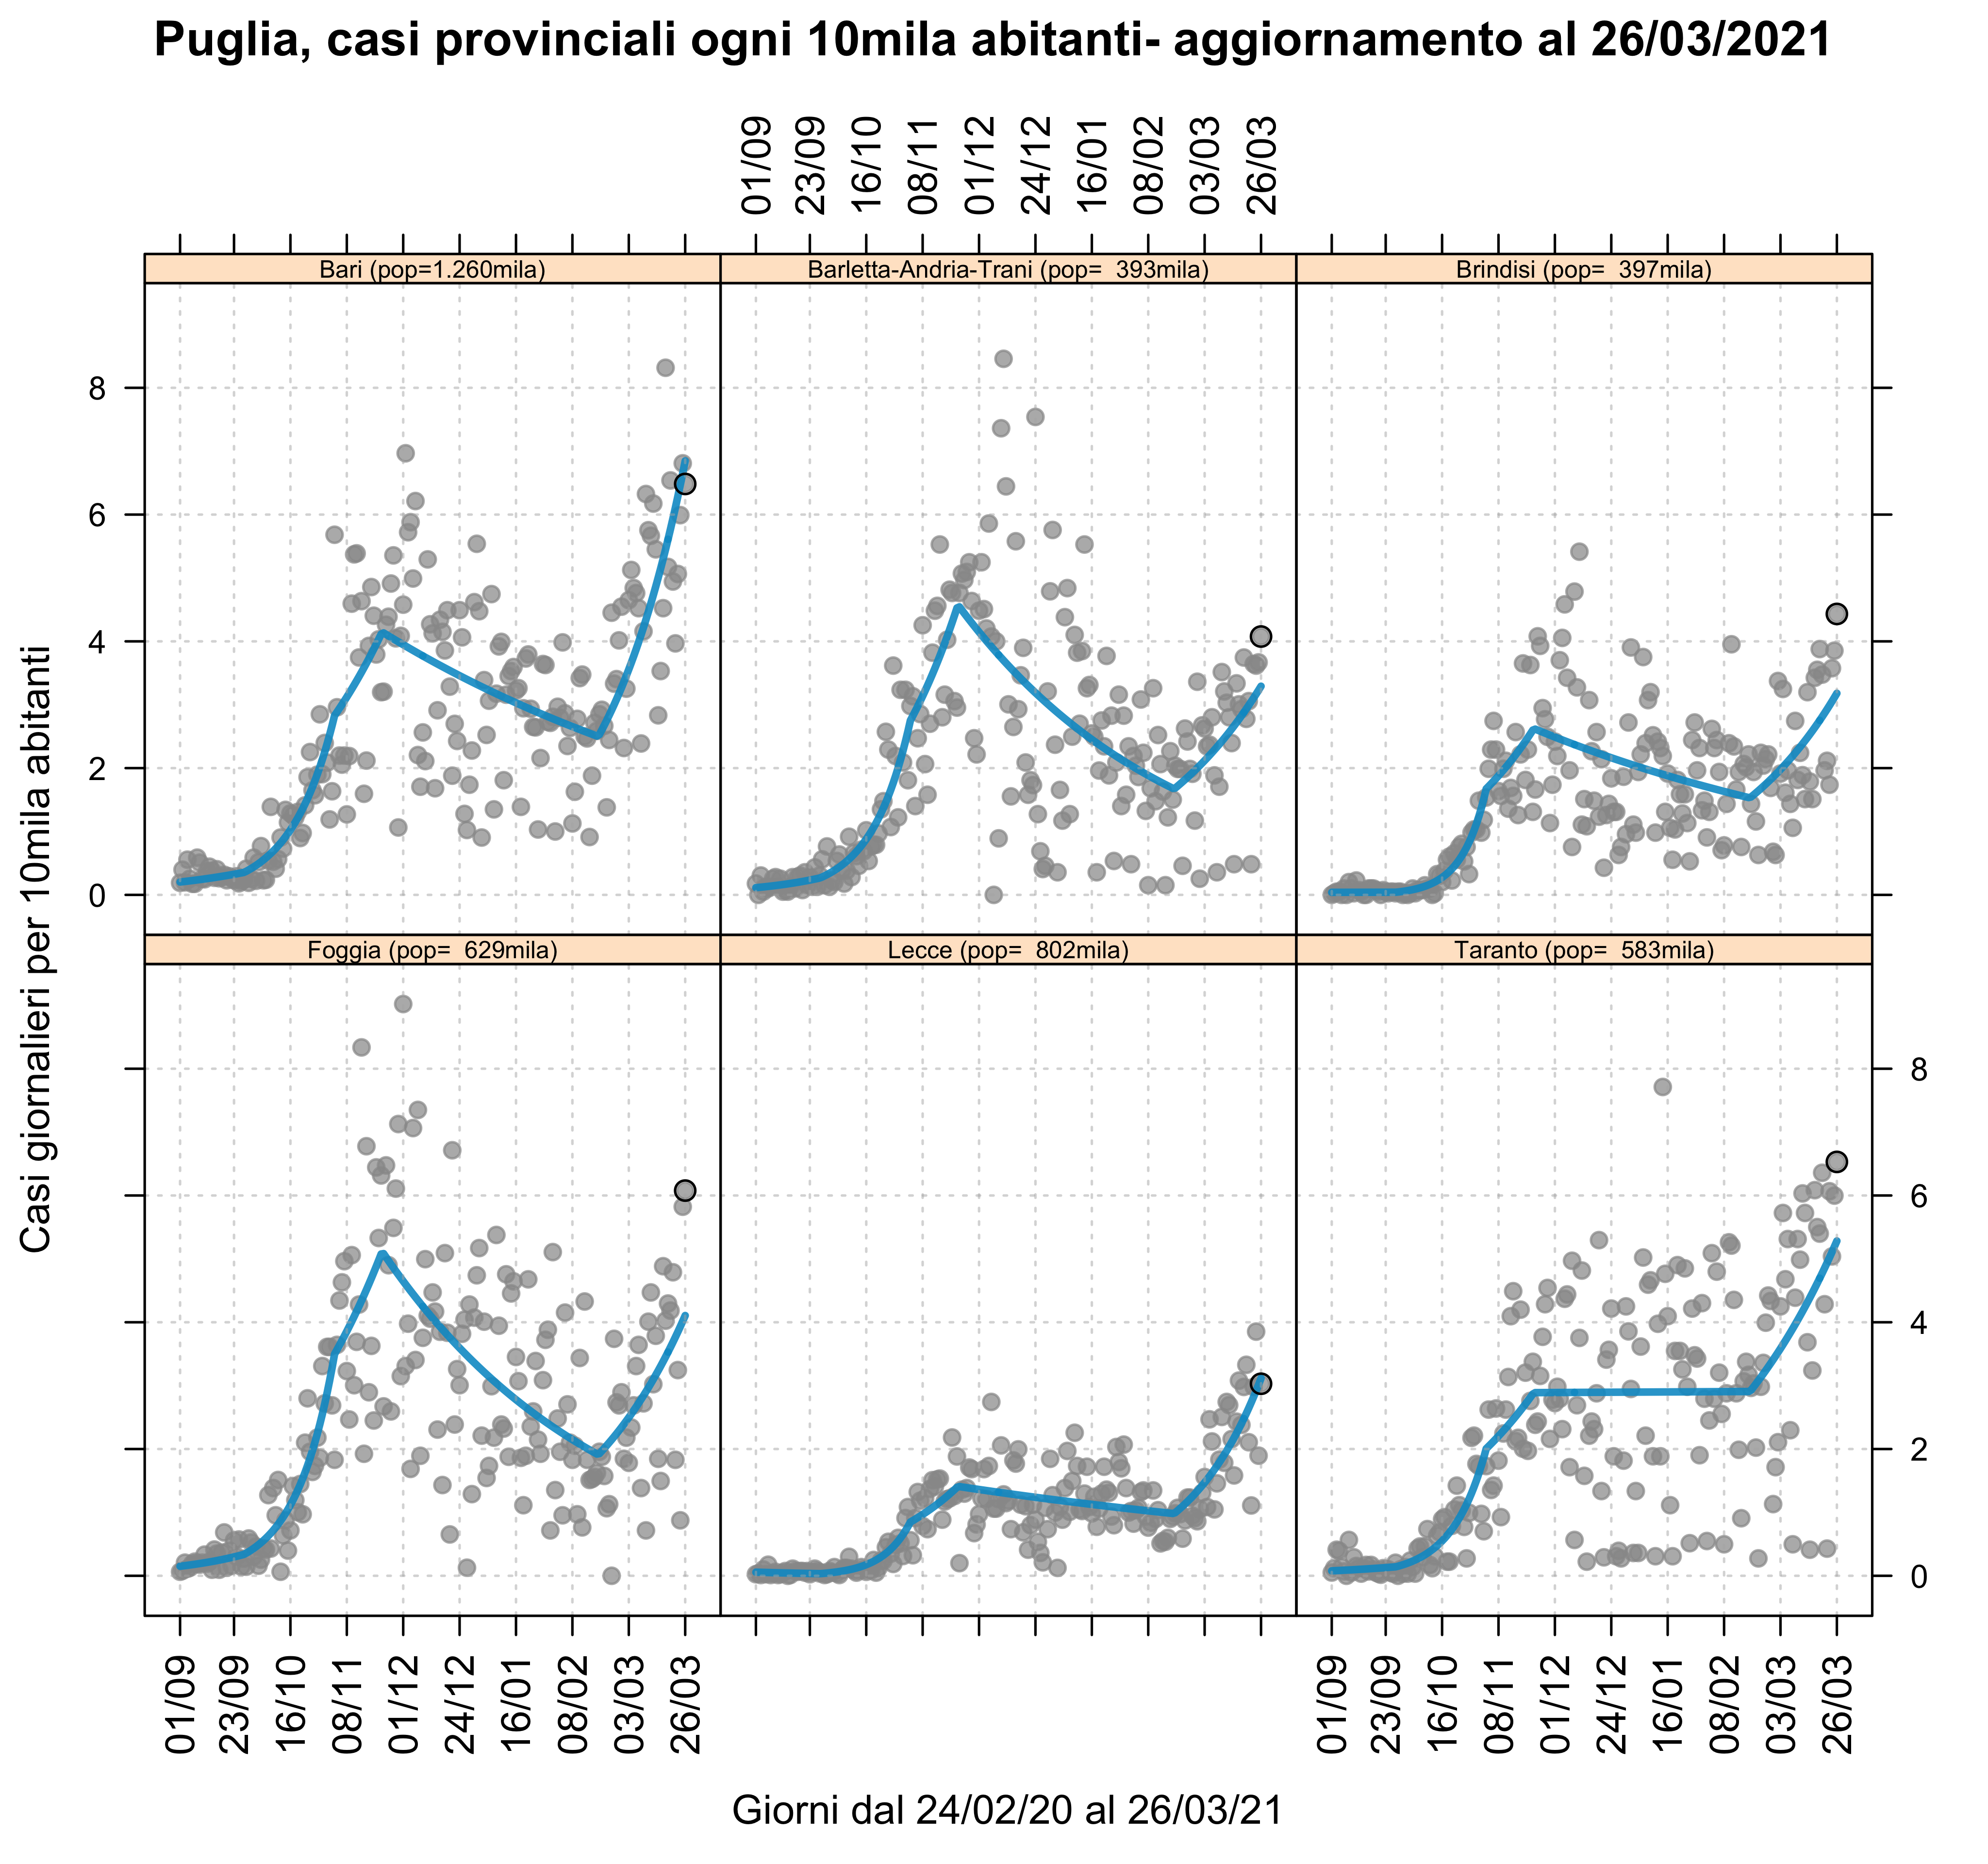 Puglia, casi provinciali ogni 10mila abitanti- aggiornamento al 26/03/2021
01/09 23/09 16/10 08/11 01/12 24/12 16/01 08/02 03/03 26/03
Bari (pop=1.260mila) Barletta-Andria-Trani (pop= 393mila) Brindisi (pop= 397mila)
8
6
4
2
0
Casi giornalieri per 10mila abitanti
Foggia (pop= 629mila) Lecce (pop= 802mila) Taranto (pop= 583mila)
8
6
4
2
0
01/09 23/09 16/10 08/11 01/12 24/12 16/01 08/02 03/03 26/03 01/09 23/09 16/10 08/11 01/12 24/12 16/01 08/02 03/03 26/03
Giorni dal 24/02/20 al 26/03/21